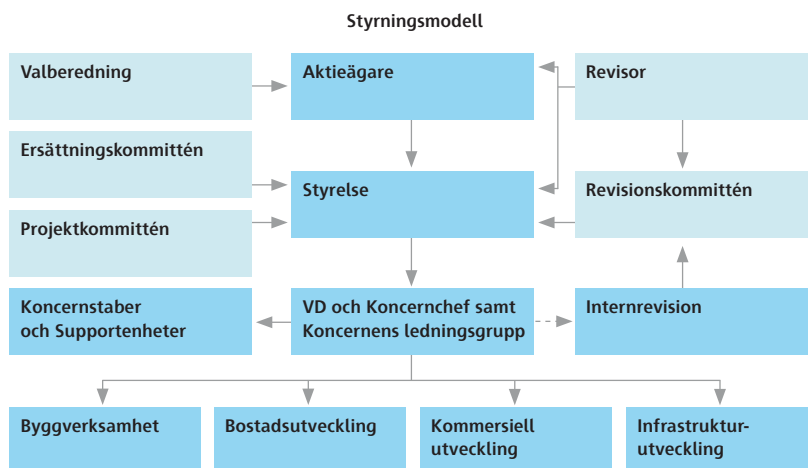 Styrningsmodell
Valberedning
Aktieägare
Revisor
Ersättningskommittén
Styrelse
Revisionskommittén
Projektkommittén
Koncernstaber
och Supportenheter
VD och Koncernchef samt
Koncernens ledningsgrupp
Internrevision
Byggverksamhet
Bostadsutveckling
Kommersiell
utveckling
Infrastruktur-
utveckling